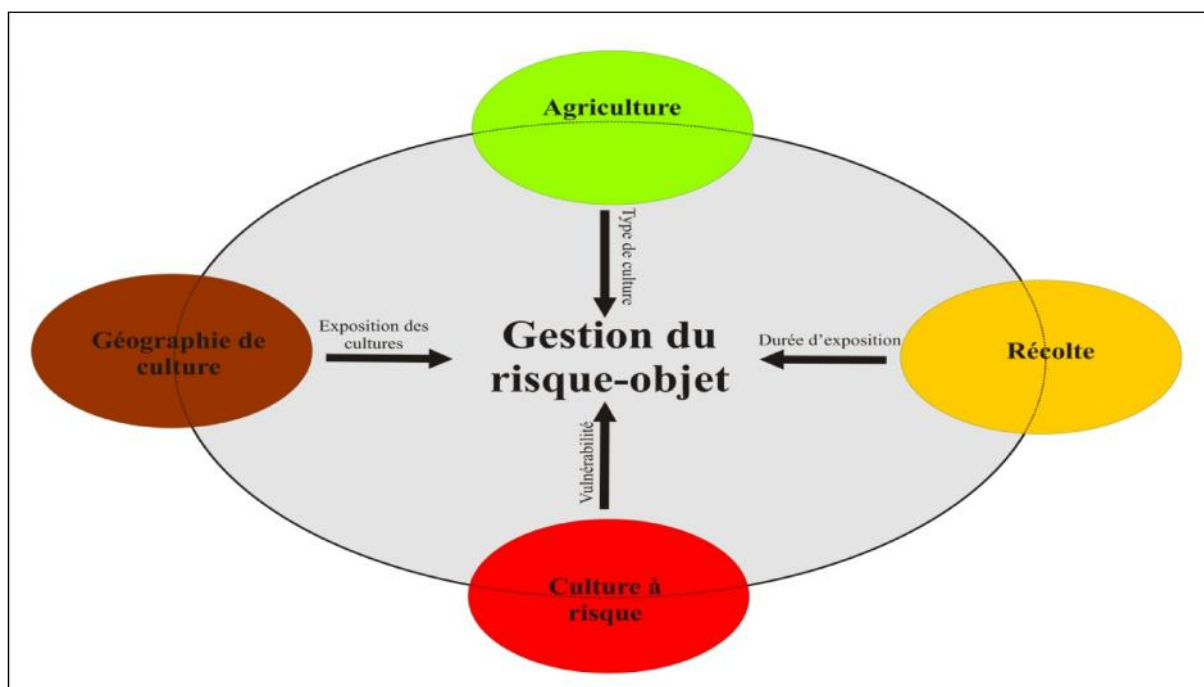 Agriculture
Type de culture
Géographie de
culture
Exposition des
cultures
Gestion du
risque-objet
Durée d'exposition
Récolte
Vulnérabilité
Culture à
risque